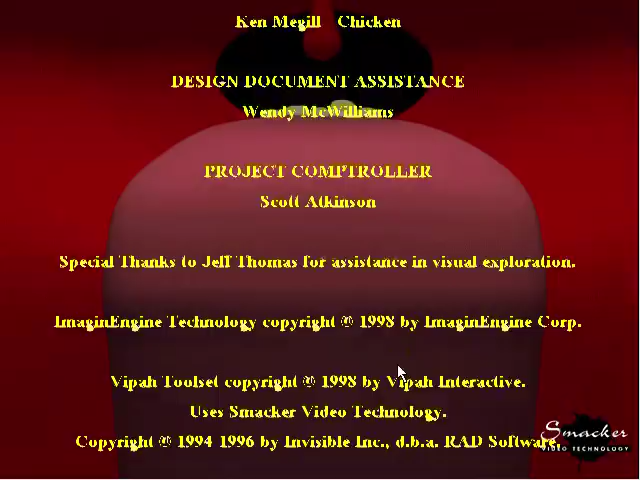 Ken Megill Chicken
DESIGN DOCUMENT ASSISTANCE
Wendy McWilliams
PROJECT COMPTROLLER
Scott Atkinson
Special Thanks to Jeff Thomas for assistance in visual exploration.
ImaginEngine Technology copyright © 1998 by ImaginEngine Corp.
Vipah Toolset copyright © 1998 by Vipah Interactive.
Uses Smacker Video Technology.
Copyright © 1994 1996 by Invisible Inc., d.b.a. RAD Software.
Smacker
VIDEO TECHNOLOGY